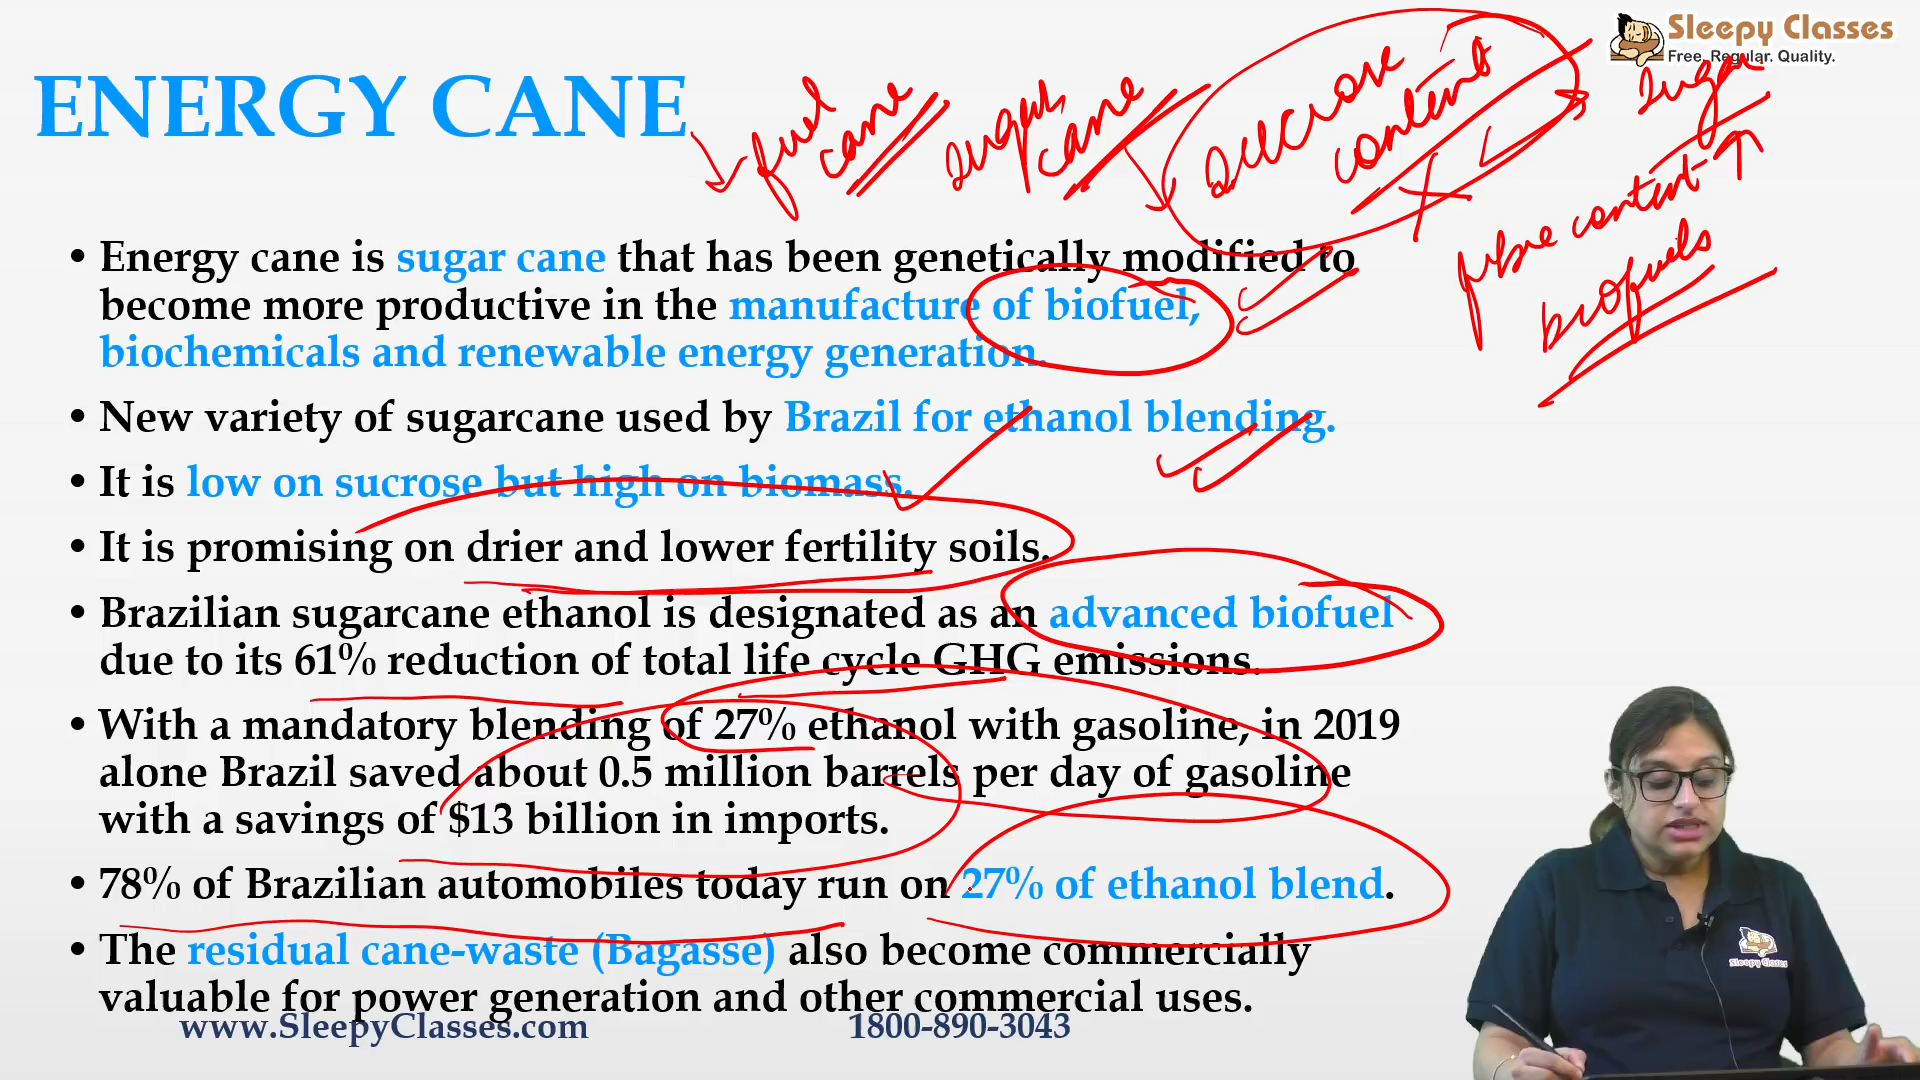 Sleepy Classes
Free. Regular. Quality.
ENERGY CANE
fuel
cane
sugar
cane
sucrose
content
sugar
fibre content ↑
biofuels
• Energy cane is sugar cane that has been genetically modified to
become more productive in the manufacture of biofuel,
biochemicals and renewable energy generation.
• New variety of sugarcane used by Brazil for ethanol blending.
• It is low on sucrose but high on biomass.
• It is promising on drier and lower fertility soils.
• Brazilian sugarcane ethanol is designated as an advanced biofuel
due to its 61% reduction of total life cycle GHG emissions.
• With a mandatory blending of 27% ethanol with gasoline, in 2019
alone Brazil saved about 0.5 million barrels per day of gasoline
with a savings of $13 billion in imports.
• 78% of Brazilian automobiles today run on 27% of ethanol blend.
• The residual cane-waste (Bagasse) also become commercially
valuable for power generation and other commercial uses.
www.SleepyClasses.com 1800-890-3043
Sleepy Classes